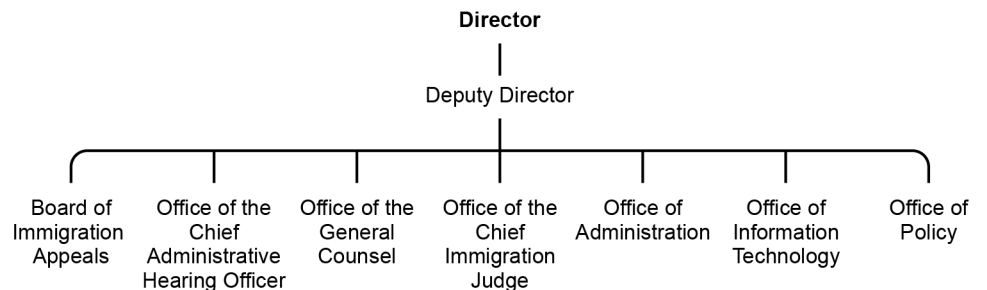 Director
Deputy Director
Board of
Immigration
Appeals
Office of the
Chief
Administrative
Hearing Officer
Office of the
General
Counsel
Office of the
Chief
Immigration
Judge
Office of
Administration
Office of
Information
Technology
Office of
Policy